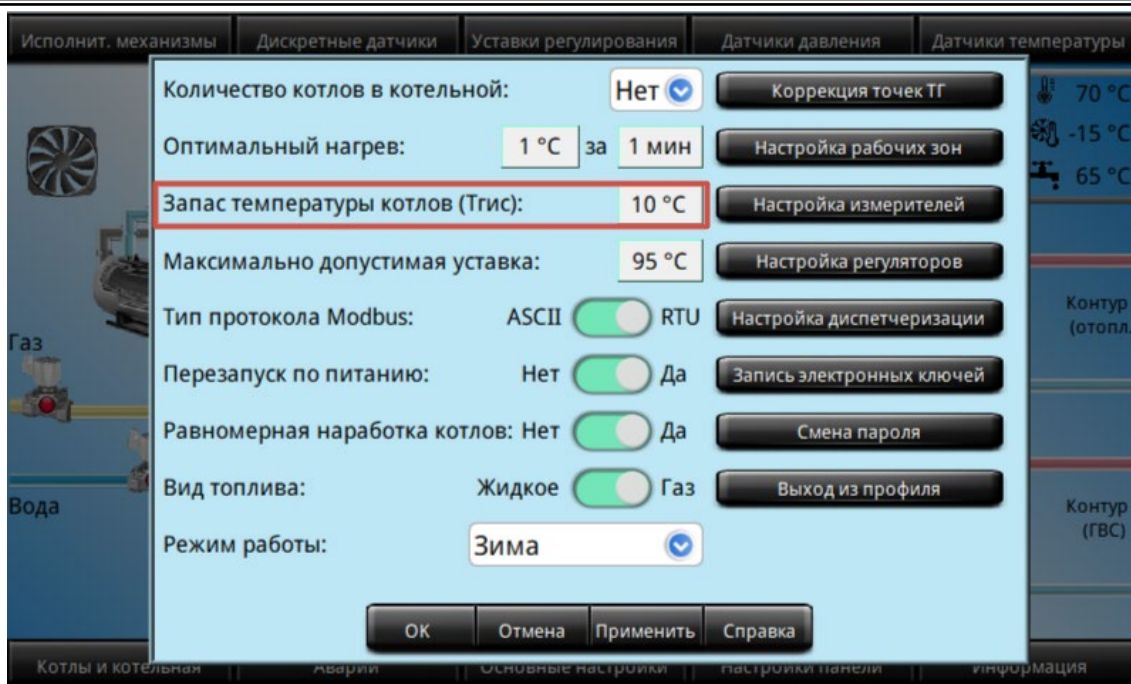 Исполнит. механизмы Дискретные датчики Уставки регулирования Датчики давления Датчики температуры
Количество котлов в котельной: Нет Коррекция точек ТГ
70 °C
Оптимальный нагрев: 1 °C за 1 мин Настройка рабочих зон
-15 °C
65 °C
Запас температуры котлов (Тгис): 10 °C Настройка измерителей
Максимально допустимая уставка: 95 °C Настройка регуляторов
Контур
(отопл.
Тип протокола Modbus: ASCII RTU Настройка диспетчеризации
Газ
Перезапуск по питанию: Нет Да Запись электронных ключей
Равномерная наработка котлов: Нет Да Смена пароля
Вид топлива: Жидкое Газ Выход из профиля
Вода
Контур
(ГВС)
Режим работы: Зима
ОК Отмена Применить Справка
Котлы и котельная Аварии Основные настройки Настройки панели Информация